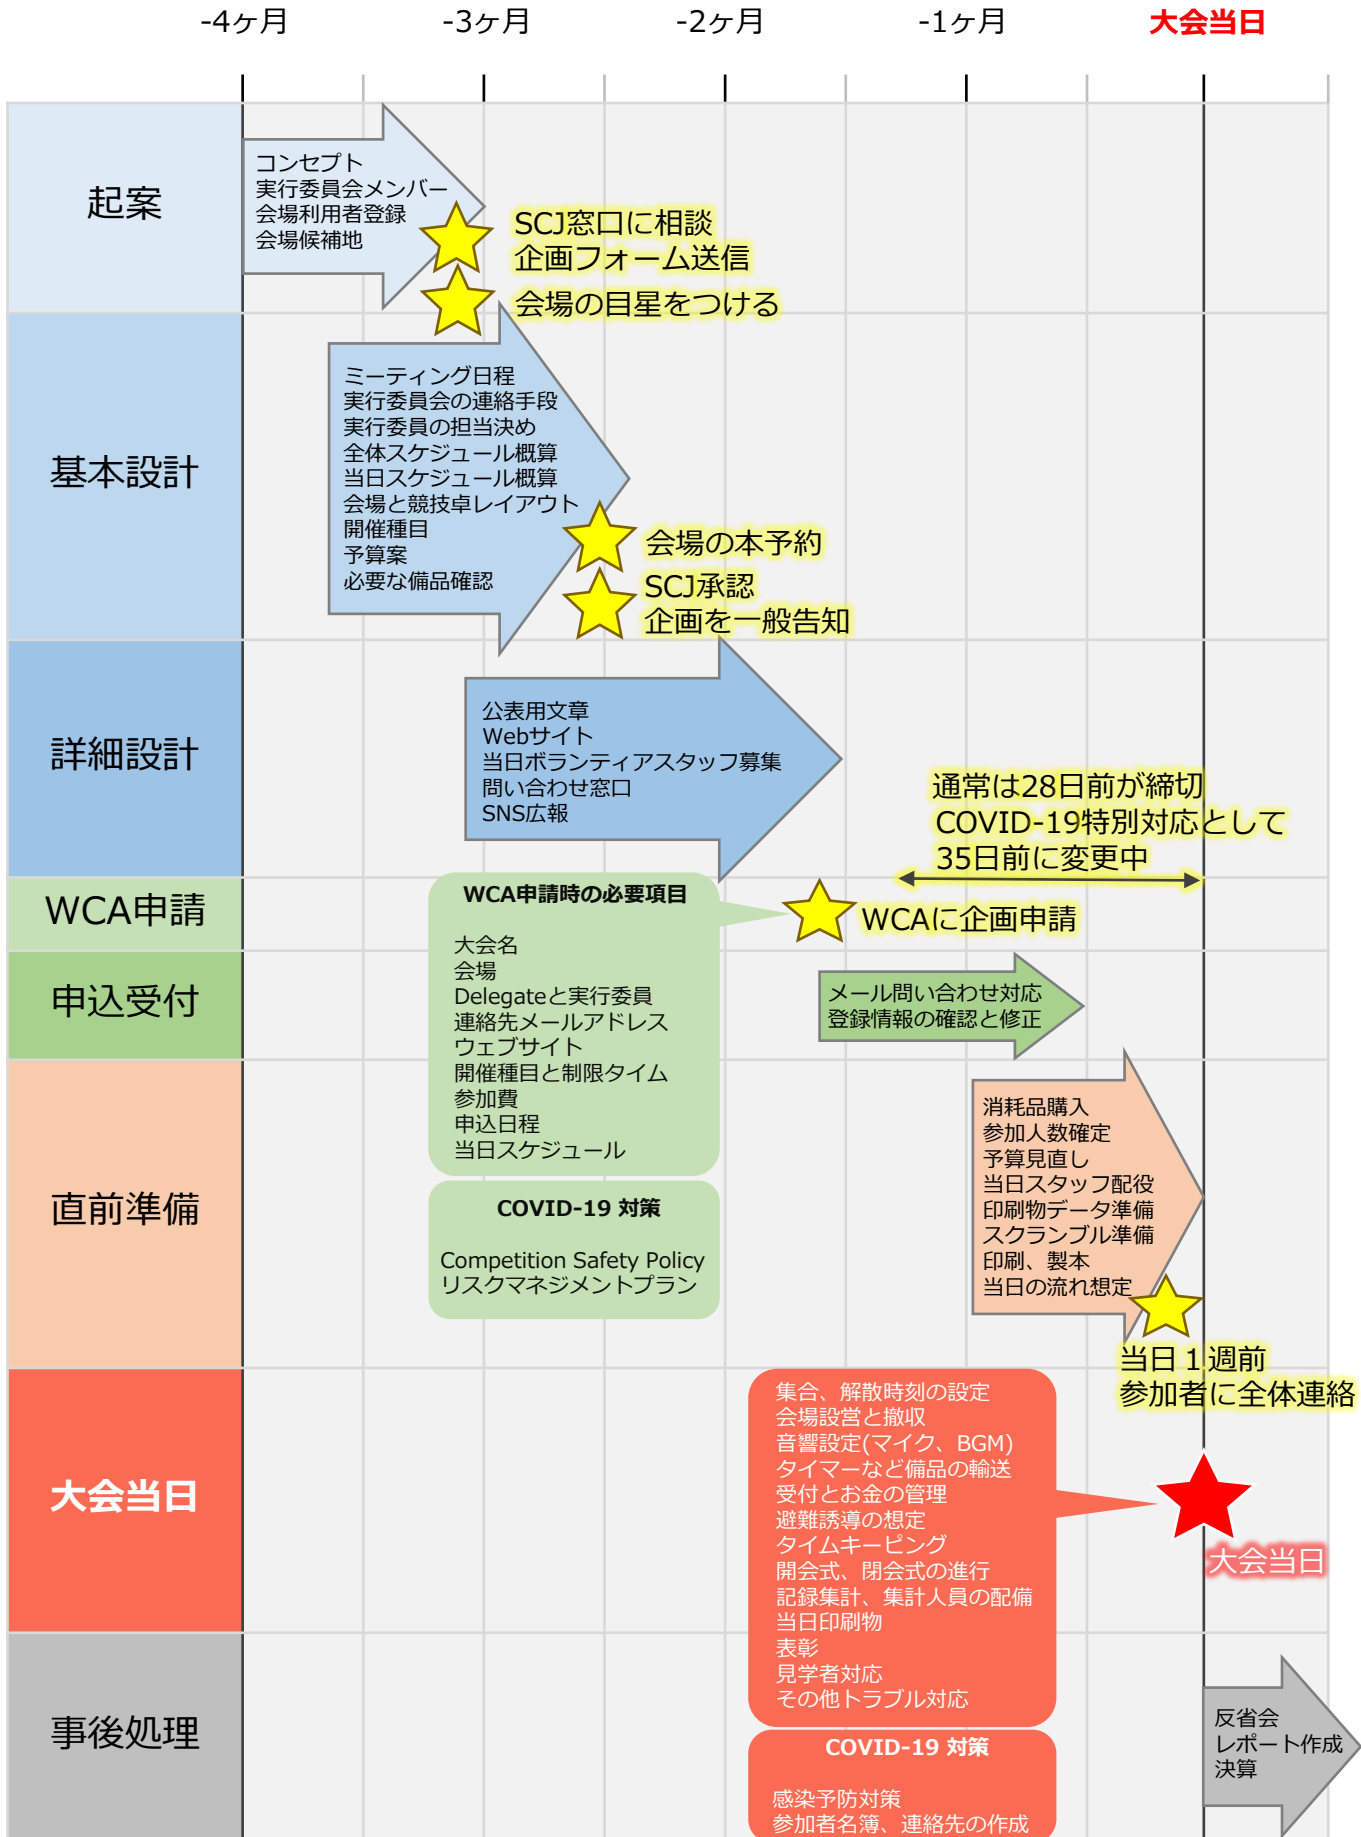 -4ヶ月
-3ヶ月
-2ヶ月
-1ヶ月
大会当日
起案
コンセプト
実行委員会メンバー
会場利用者登録
会場候補地
SCJ窓口に相談
企画フォーム送信
会場の目星をつける
基本設計
ミーティング日程
実行委員会の連絡手段
実行委員の担当決め
全体スケジュール概算
当日スケジュール概算
会場と競技卓レイアウト
開催種目
予算案
必要な備品確認
会場の本予約
SCJ承認
企画を一般告知
詳細設計
公表用文章
Webサイト
当日ボランティアスタッフ募集
問い合わせ窓口
SNS広報
通常は28日前が締切
COVID-19特別対応として
35日前に変更中
WCA申請
WCA申請時の必要項目
大会名
会場
Delegateと実行委員
連絡先メールアドレス
ウェブサイト
開催種目と制限タイム
参加費
申込日程
当日スケジュール
WCAに企画申請
申込受付
メール問い合わせ対応
登録情報の確認と修正
直前準備
COVID-19 対策
Competition Safety Policy
リスクマネジメントプラン
消耗品購入
参加人数確定
予算見直し
当日スタッフ配役
印刷物データ準備
スクランブル準備
印刷、製本
当日の流れ想定
当日１週前
参加者に全体連絡
大会当日
集合、解散時刻の設定
会場設営と撤収
音響設定(マイク、BGM)
タイマーなど備品の輸送
受付とお金の管理
避難誘導の想定
タイムキーピング
開会式、閉会式の進行
記録集計、集計人員の配備
当日印刷物
表彰
見学者対応
その他トラブル対応
大会当日
事後処理
COVID-19 対策
感染予防対策
参加者名簿、連絡先の作成
反省会
レポート作成
決算